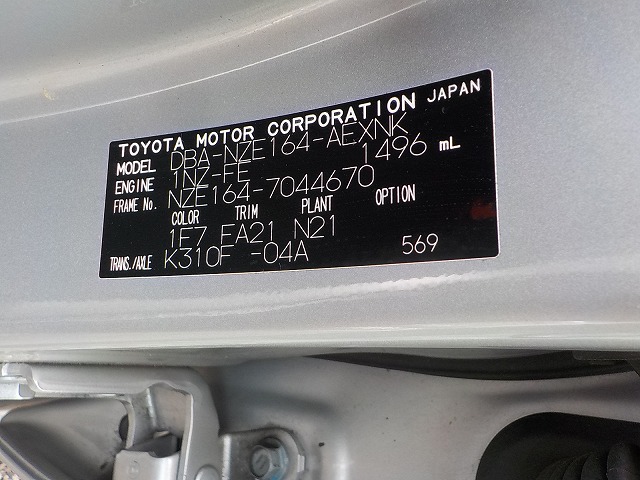 TOYOTA MOTOR CORPORATION JAPAN
MODEL DBA-NZE164-AEXNK
ENGINE 1NZ-FE 1496 mL
FRAME No. NZE164-7044670
COLOR TRIM PLANT OPTION
1F7 FA21 N21
TRANS./AXLE K310F -04A 569